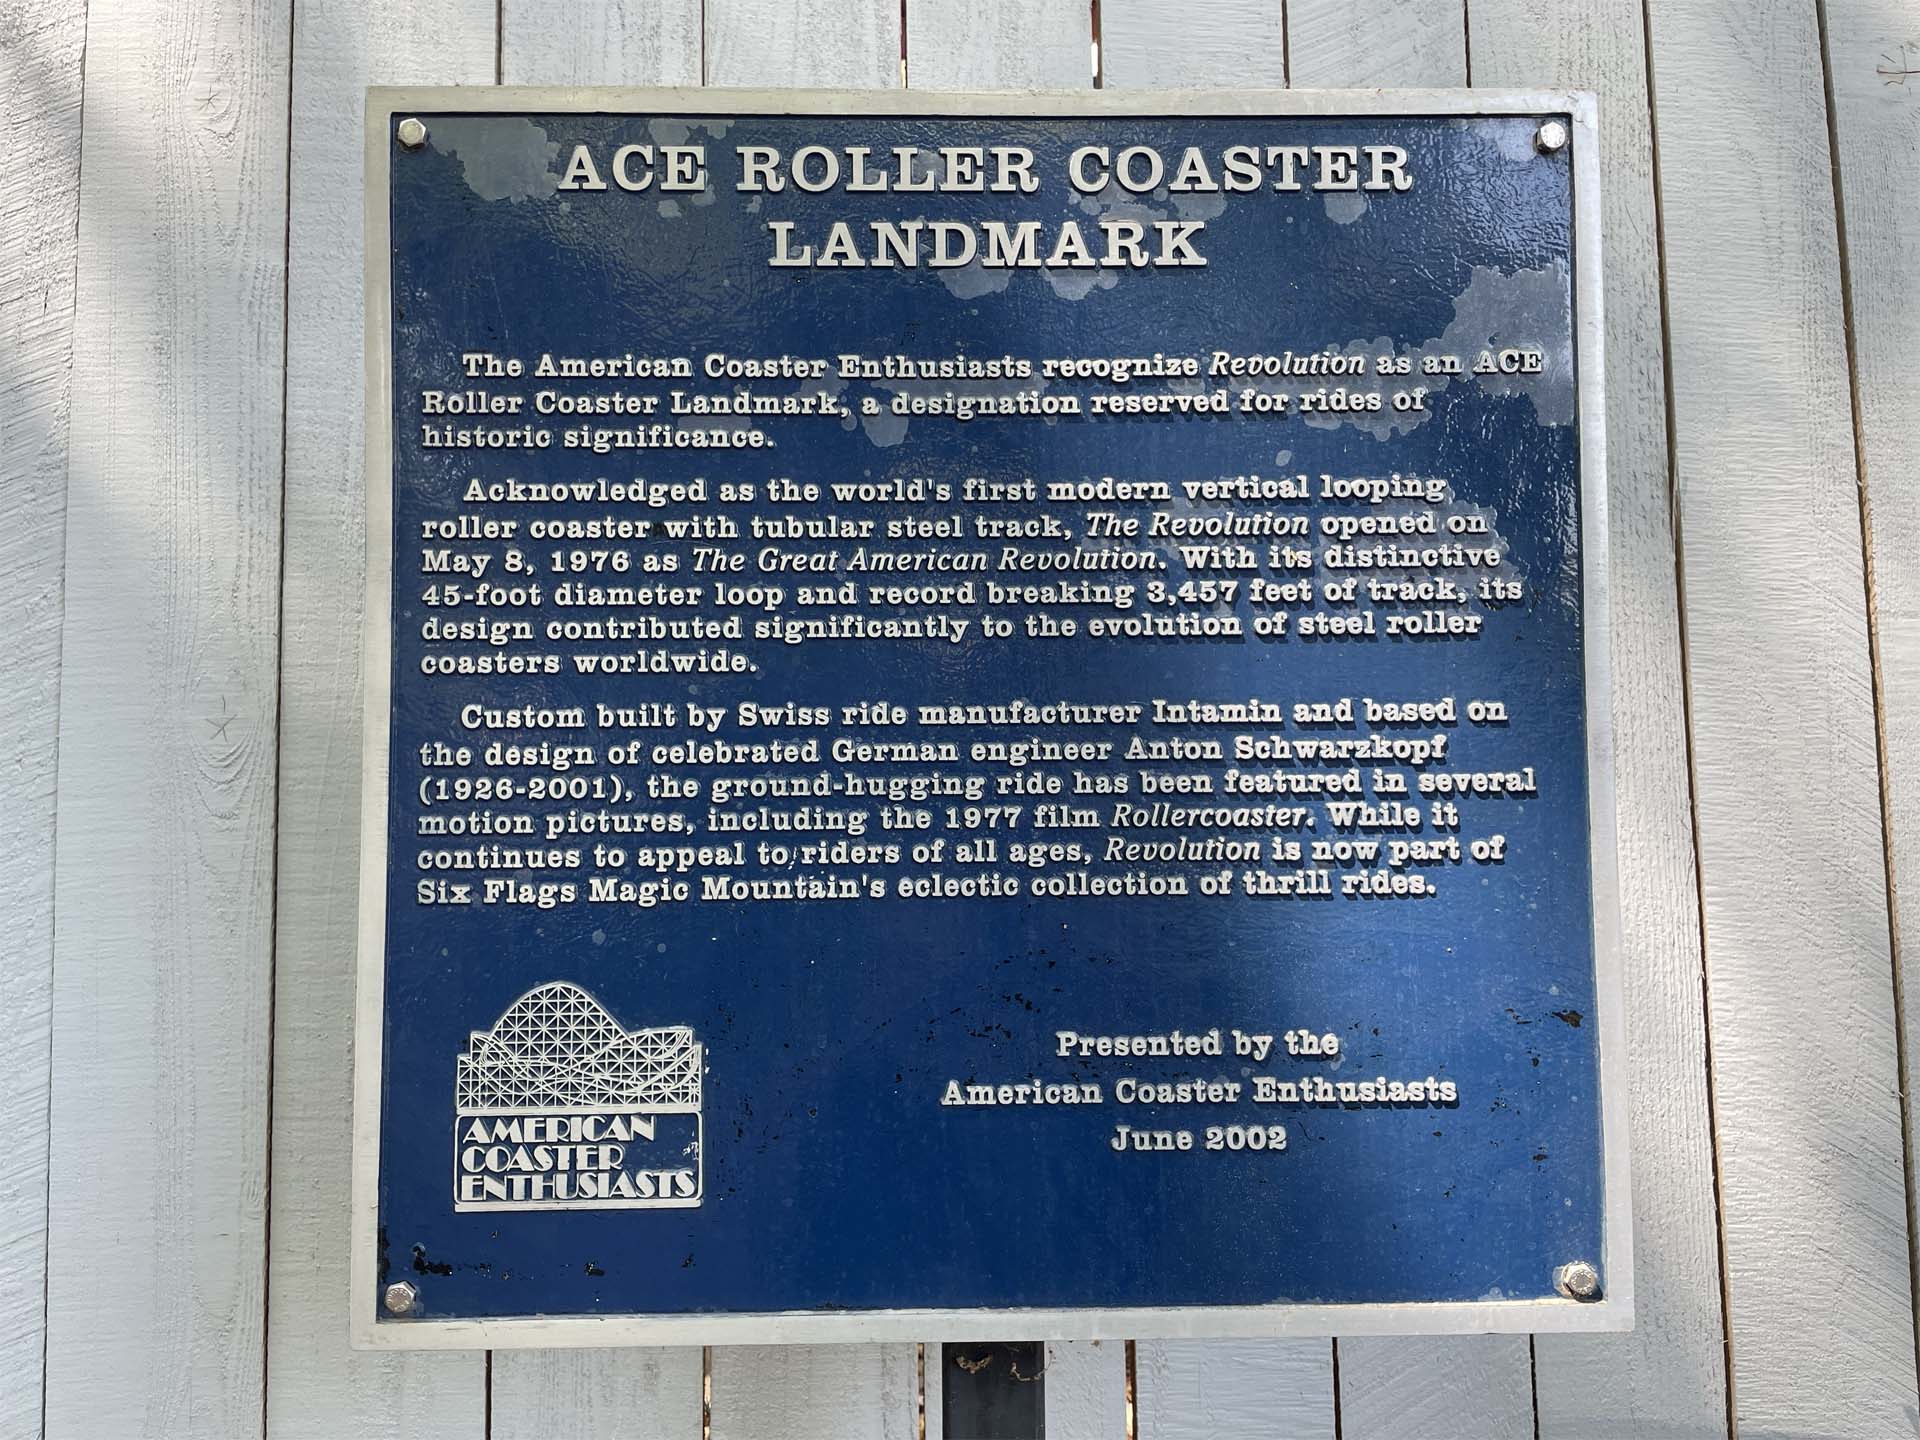 ACE ROLLER COASTER
LANDMARK
The American Coaster Enthusiasts recognize Revolution as an ACE
Roller Coaster Landmark, a designation reserved for rides of
historic significance.
Acknowledged as the world's first modern vertical looping
roller coaster with tubular steel track, The Revolution opened on
May 8, 1976 as The Great American Revolution. With its distinctive
45-foot diameter loop and record breaking 3,457 feet of track, its
design contributed significantly to the evolution of steel roller
coasters worldwide.
Custom built by Swiss ride manufacturer Intamin and based on
the design of celebrated German engineer Anton Schwarzkopf
(1926-2001), the ground-hugging ride has been featured in several
motion pictures, including the 1977 film Rollercoaster. While it
continues to appeal to riders of all ages, Revolution is now part of
Six Flags Magic Mountain's eclectic collection of thrill rides.
AMERICAN
COASTER
ENTHUSIASTS
Presented by the
American Coaster Enthusiasts
June 2002